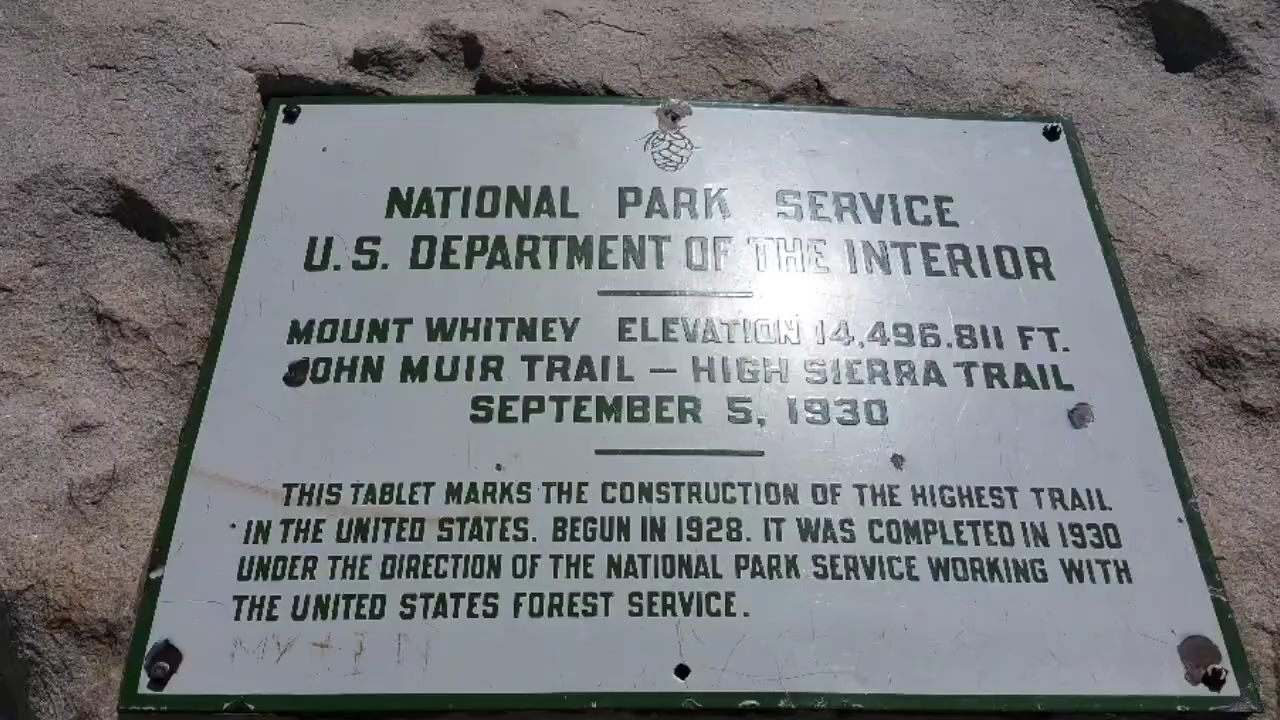 NATIONAL PARK SERVICE
U.S. DEPARTMENT OF THE INTERIOR
MOUNT WHITNEY ELEVATION 14,496.811 FT.
JOHN MUIR TRAIL — HIGH SIERRA TRAIL
SEPTEMBER 5, 1930
THIS TABLET MARKS THE CONSTRUCTION OF THE HIGHEST TRAIL
IN THE UNITED STATES. BEGUN IN 1928. IT WAS COMPLETED IN 1930
UNDER THE DIRECTION OF THE NATIONAL PARK SERVICE WORKING WITH
THE UNITED STATES FOREST SERVICE.